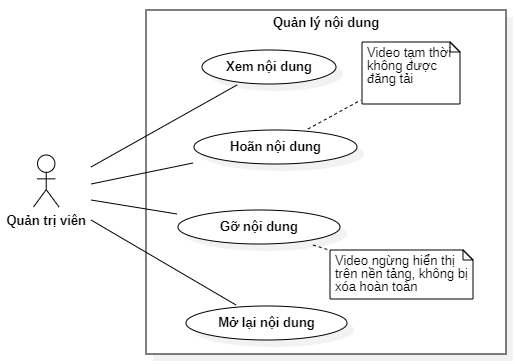 Quản lý nội dung
Xem nội dung
Video tạm thời
không được
đăng tải
Hoãn nội dung
Quản trị viên
Gỡ nội dung
Video ngừng hiển thị
trên nền tảng, không bị
xóa hoàn toàn
Mở lại nội dung